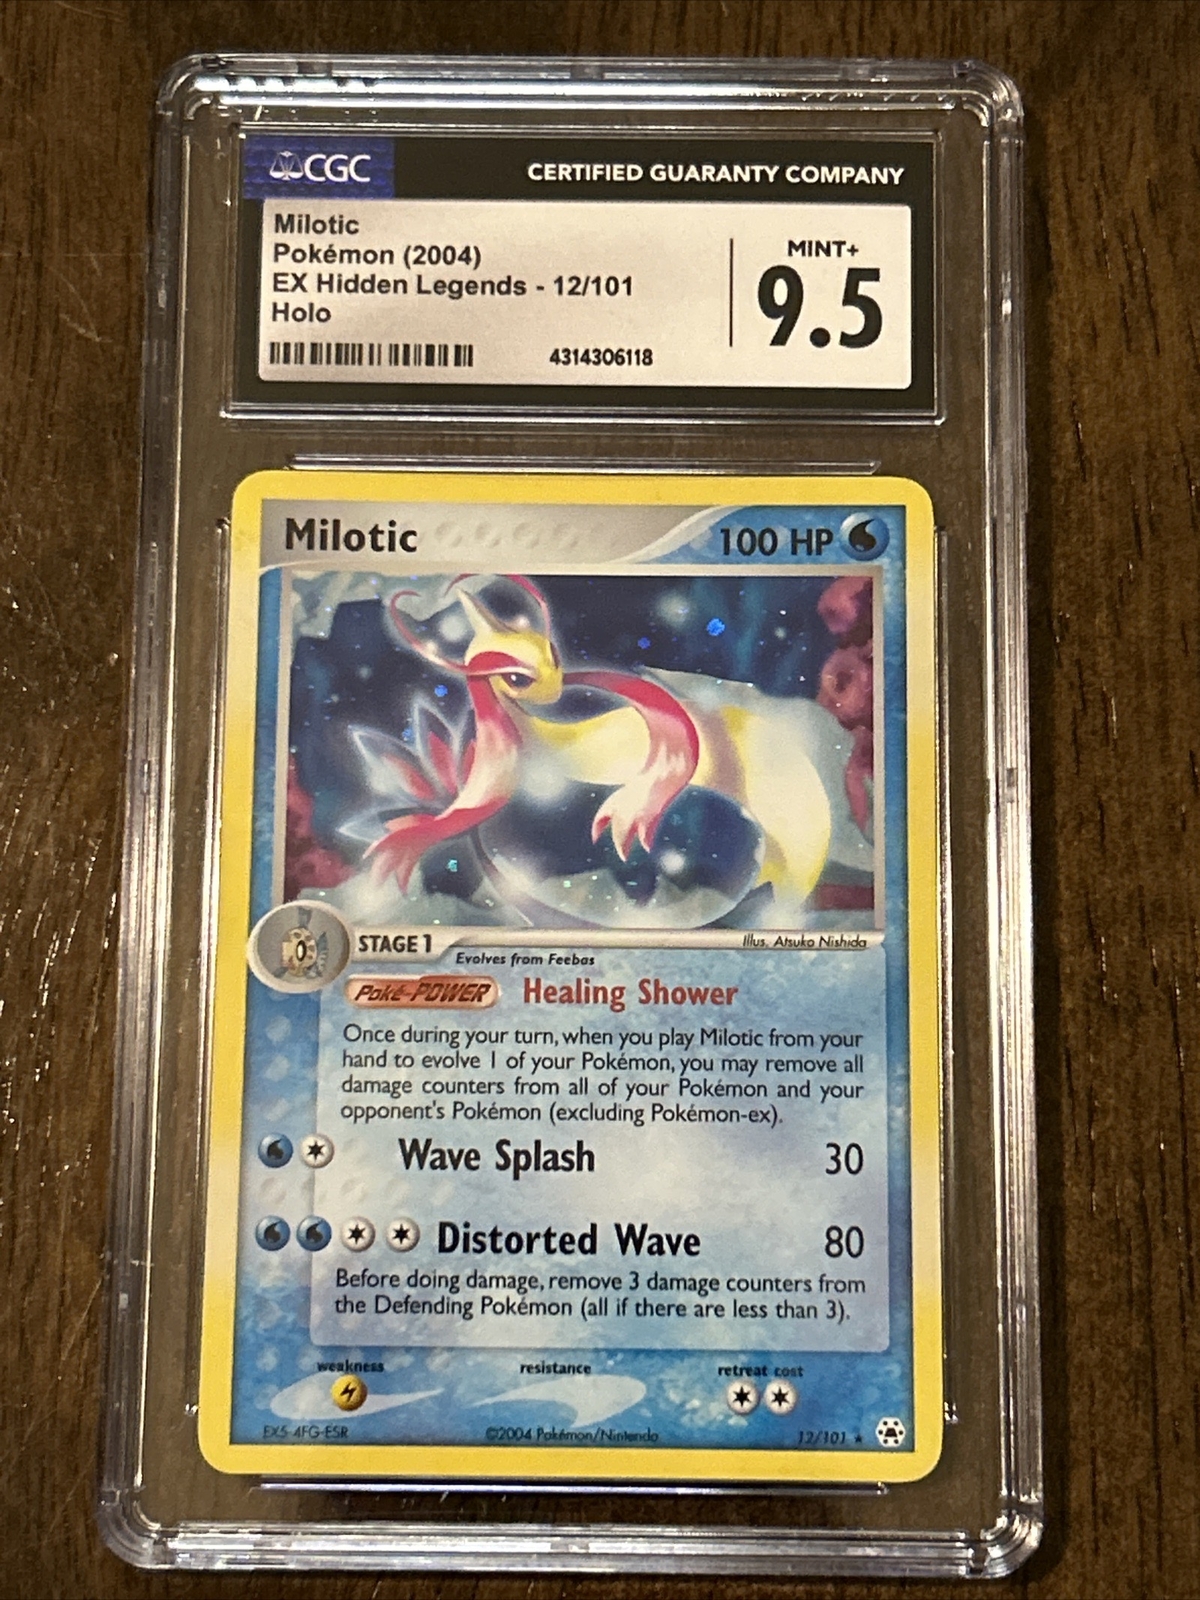 CGC
CERTIFIED GUARANTY COMPANY
Milotic
Pokémon (2004)
EX Hidden Legends - 12/101
Holo
4314306118
MINT+
9.5
Milotic
100 HP
Illus. Atsuko Nishida
STAGE 1
Evolves from Feebas
Poké-POWER Healing Shower
Once during your turn, when you play Milotic from your
hand to evolve 1 of your Pokémon, you may remove all
damage counters from all of your Pokémon and your
opponent's Pokémon (excluding Pokémon-ex).
Wave Splash 30
Distorted Wave 80
Before doing damage, remove 3 damage counters from
the Defending Pokémon (all if there are less than 3).
weakness resistance retreat cost
EX5-4FG-ESR ©2004 Pokémon/Nintendo 12/101 ★